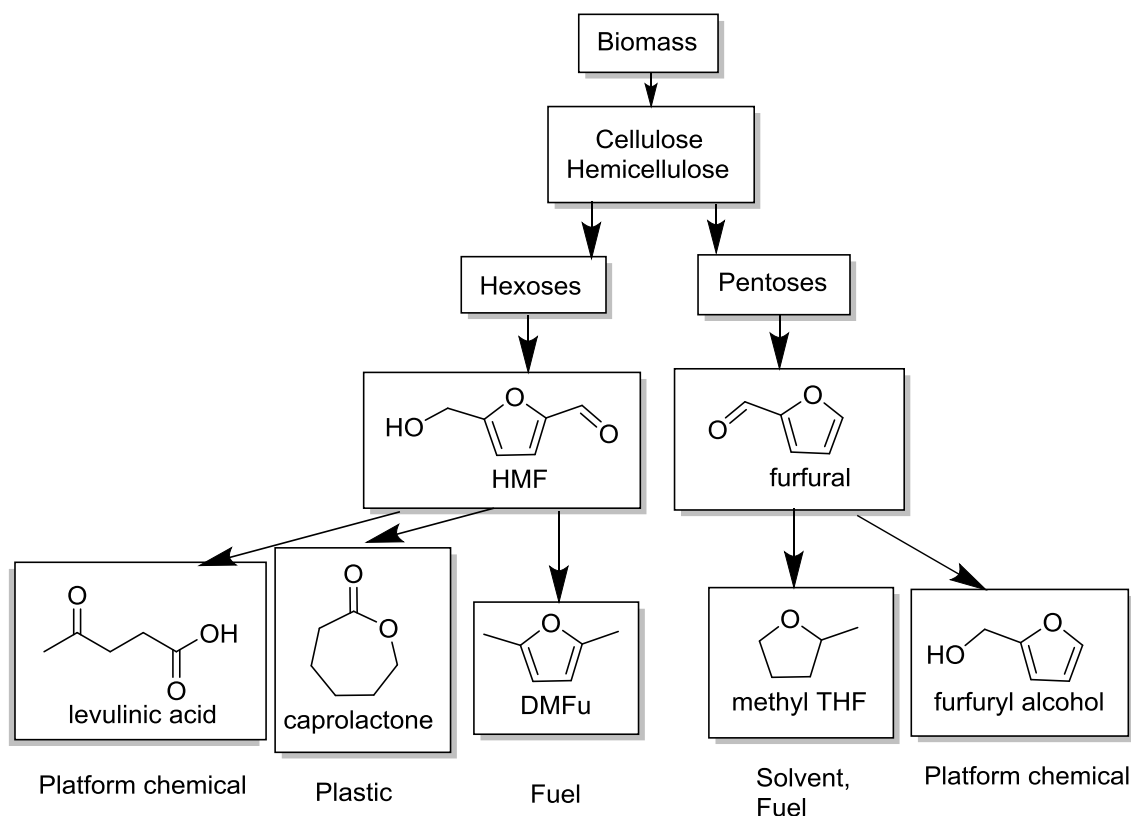 Biomass
Cellulose
Hemicellulose
Hexoses
Pentoses
HO
O
O
HMF
O
O
furfural
O
OH
O
levulinic acid
O
O
caprolactone
O
DMFu
O
methyl THF
HO
O
furfuryl alcohol
Platform chemical
Plastic
Fuel
Solvent,
Fuel
Platform chemical